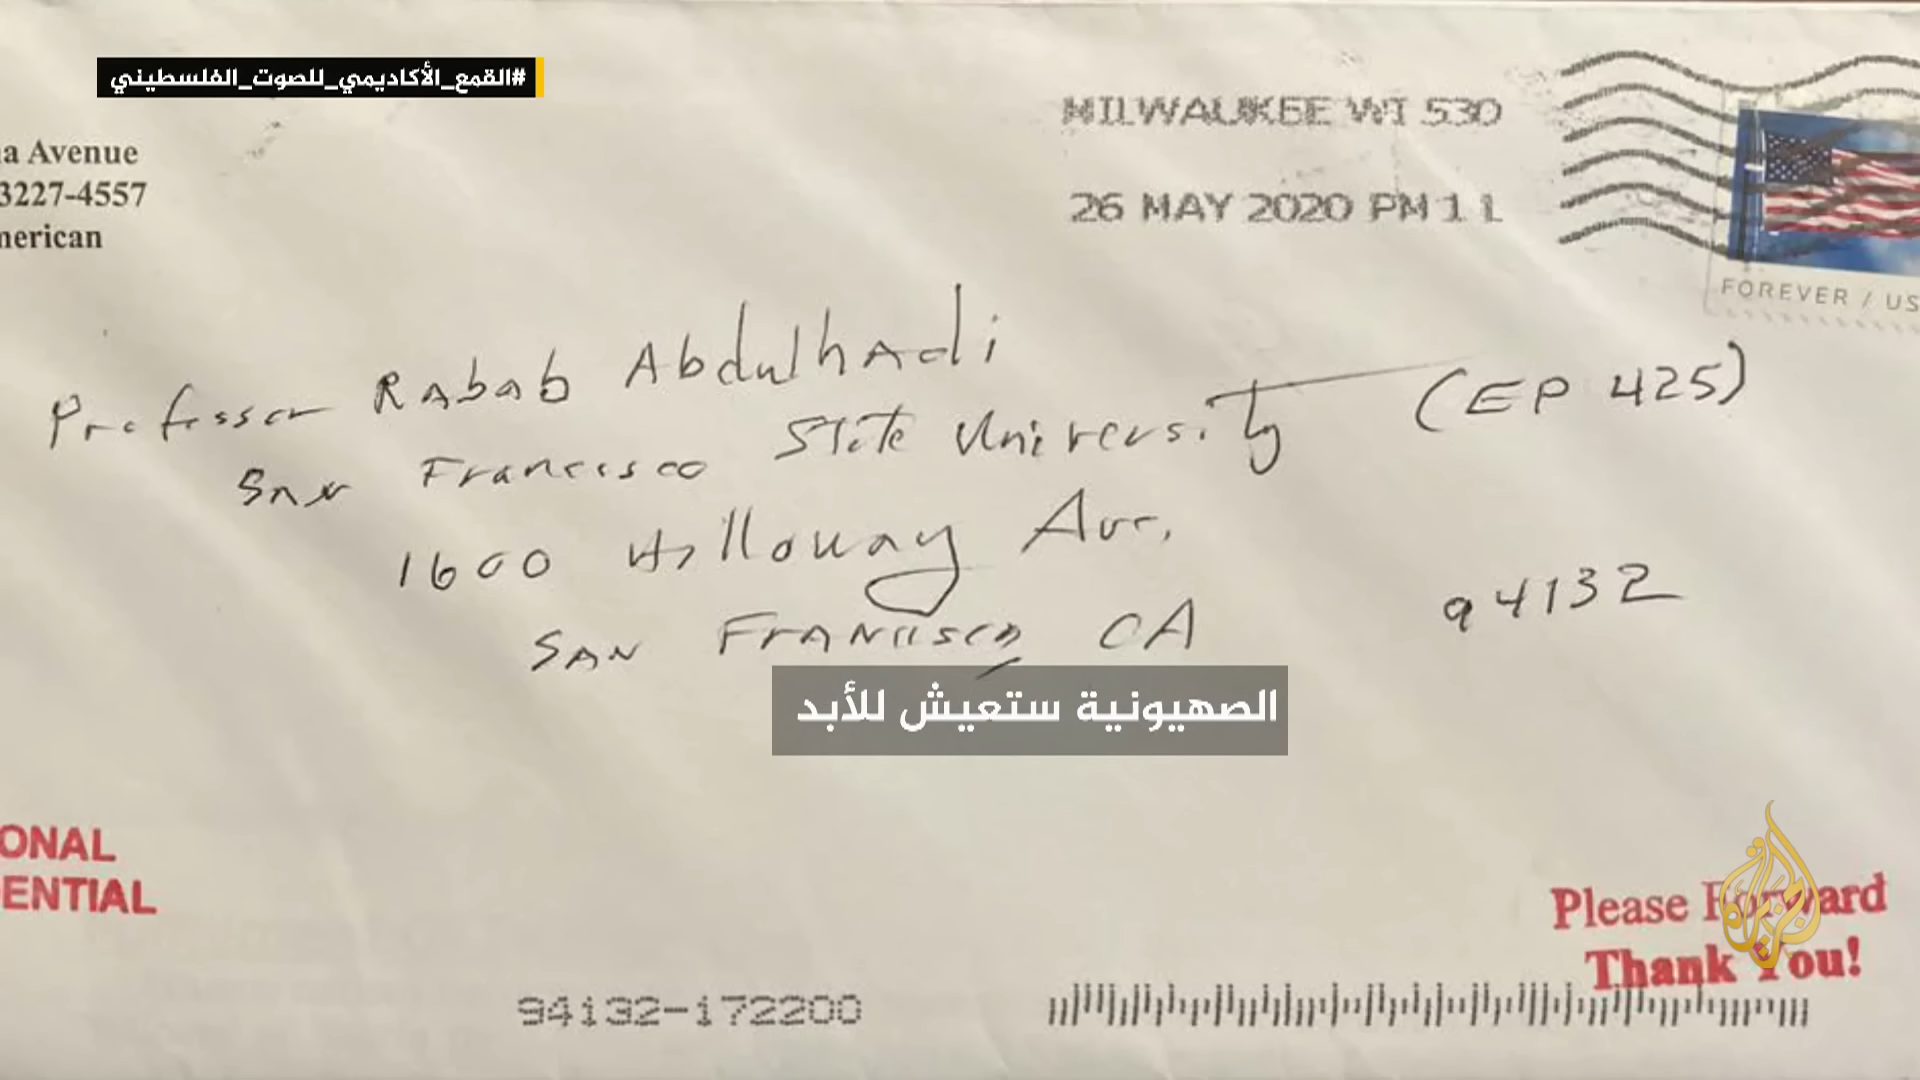 #القمع_الأكاديمي_للصوت_الفلسطيني
a Avenue
3227-4557
nerican
MILWAUKEE WI 530
26 MAY 2020 PM 1 L
FOREVER / US
Professor Rabab Abdulhadi
San Francisco State University (EP 425)
1600 Holloway Ave.
San Francisco CA 94132
الصهيونية ستعيش للأبد
ONAL
ENTIAL
Please Forward
Thank You!
94132-172200
الجزيرة